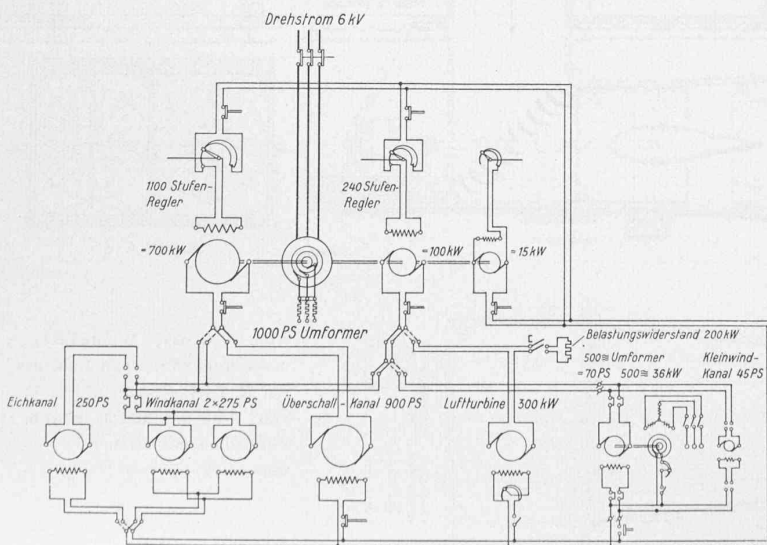 Drehstrom 6 kV
1100 Stufen-
Regler
240 Stufen-
Regler
= 700 kW
= 100 kW
= 15 kW
1000 PS Umformer
Belastungswiderstand 200 kW
500≅ Umformer
= 70 PS 500≅ 36 kW
Kleinwind-
Kanal 45 PS
Eichkanal 250 PS
Windkanal 2×275 PS
Überschall-Kanal 900 PS
Luftturbine 300 kW